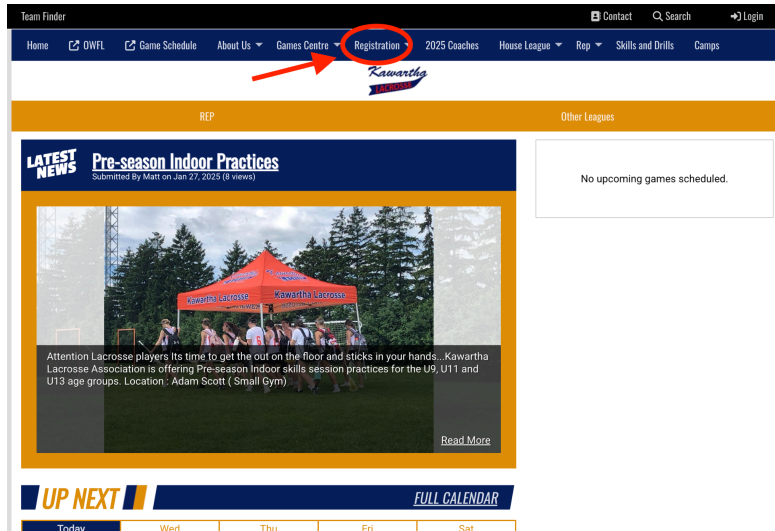 Team Finder
Contact Search Login
Home OWFL Game Schedule About Us Games Centre Registration 2025 Coaches House League Rep Skills and Drills Camps
Kawartha
LACROSSE
REP Other Leagues
LATEST
NEWS
Pre-season Indoor Practices
Submitted By Matt on Jan 27, 2025 (8 views)
No upcoming games scheduled.
Kawartha Lacrosse Kawartha Lacrosse
Attention Lacrosse players Its time to get the out on the floor and sticks in your hands...Kawartha
Lacrosse Association is offering Pre-season Indoor skills session practices for the U9, U11 and
U13 age groups. Location : Adam Scott ( Small Gym)
Read More
UP NEXT FULL CALENDAR
Today Wed Thu Fri Sat